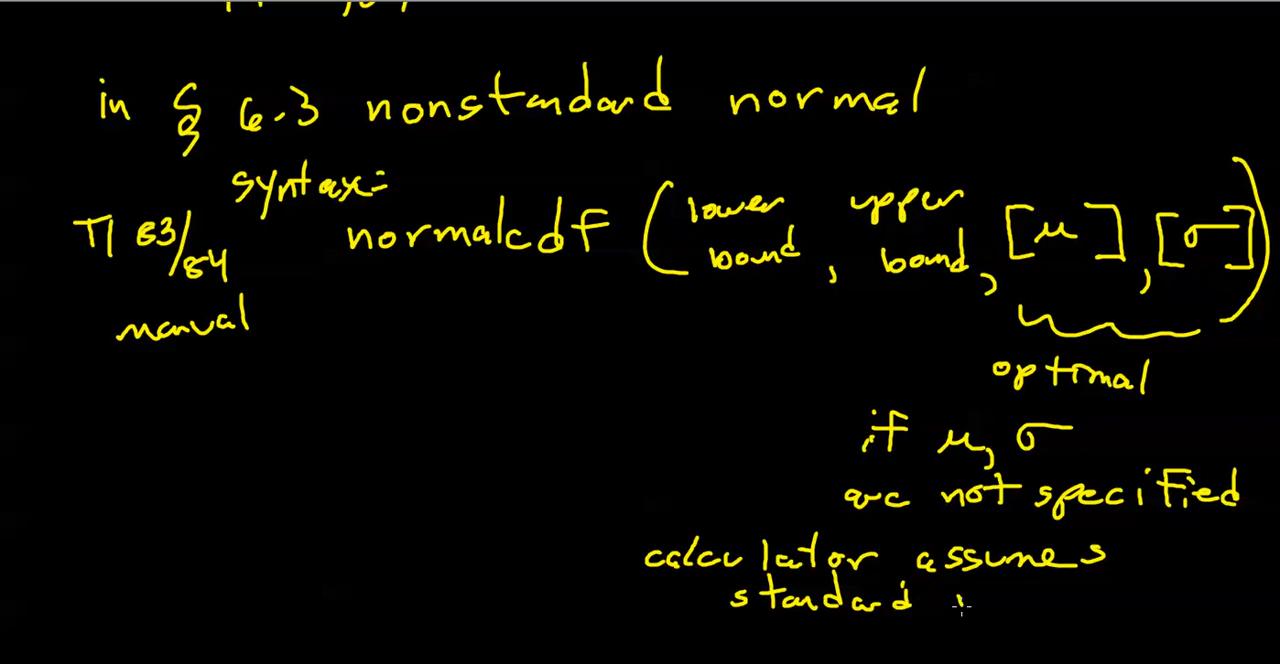 in § 6.3 nonstandard normal
syntax:
TI 83/84 manual
normalcdf (lower bound, upper bound, [μ], [σ])
optional
if μ, σ
are not specified
calculator assumes
standard